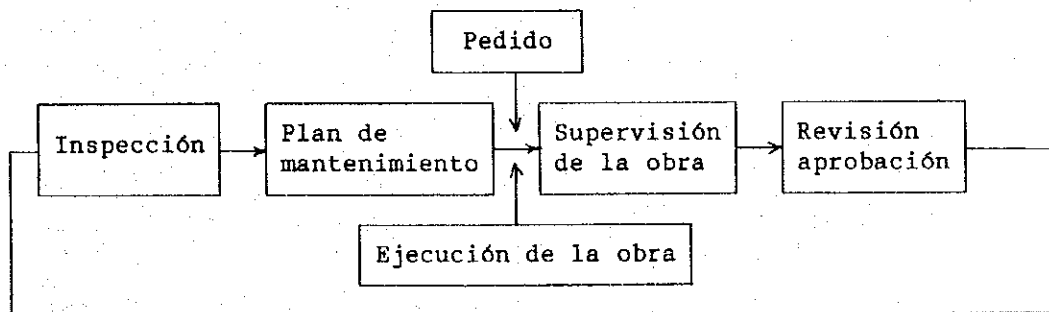 Pedido
Inspección
Plan de
mantenimiento
Supervisión
de la obra
Revisión
aprobación
Ejecución de la obra